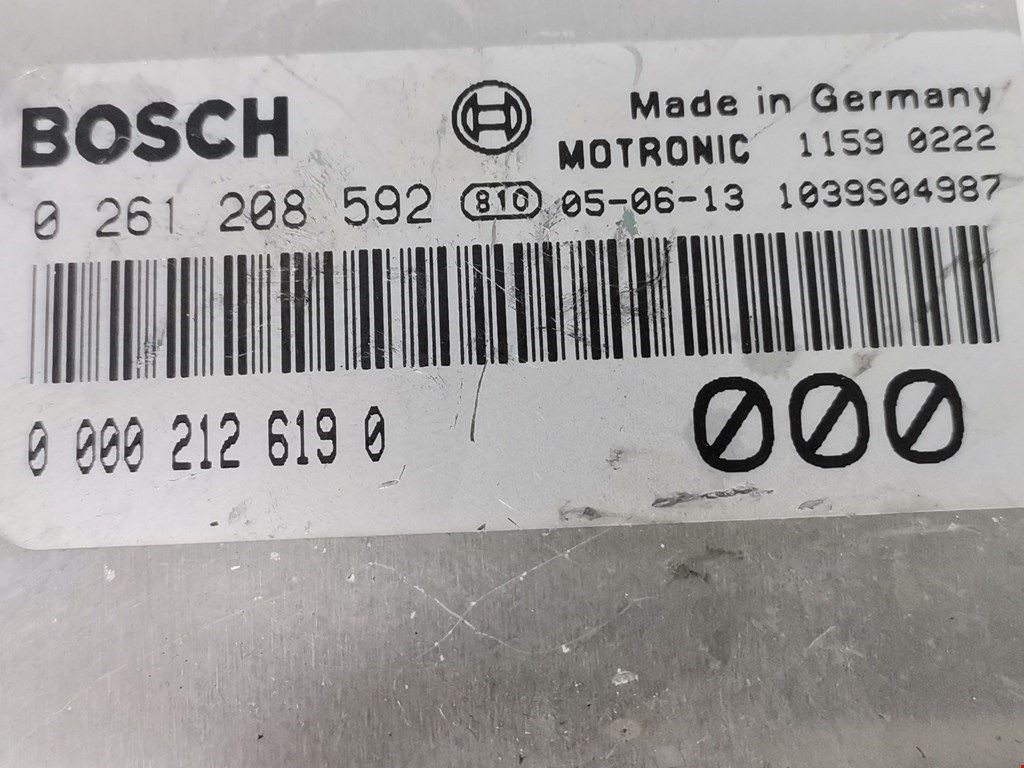 BOSCH
Made in Germany
MOTRONIC 1159 0222
0 261 208 592 810 05-06-13 1039S04987
0 000 212 619 0
000